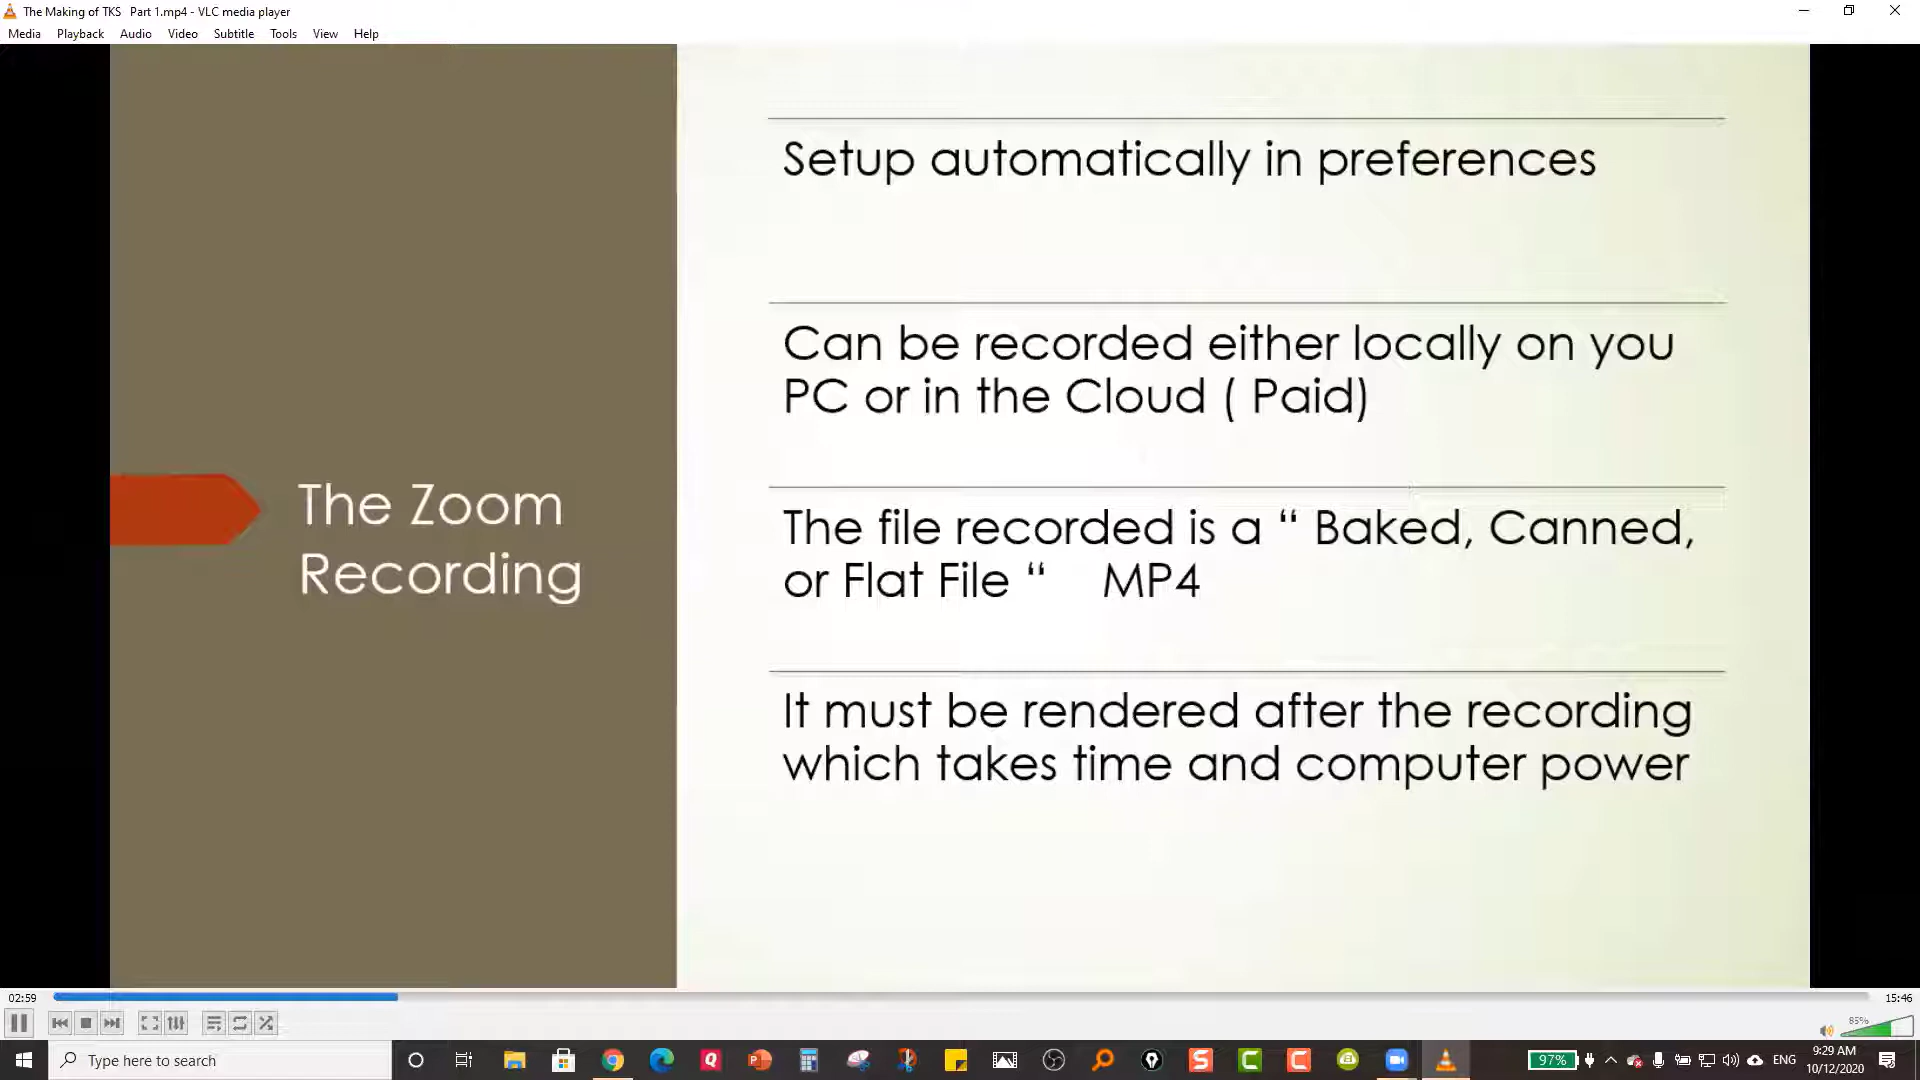 The Making of TKS   Part 1.mp4 - VLC media player
Media Playback Audio Video Subtitle Tools View Help
Setup automatically in preferences
Can be recorded either locally on you
PC or in the Cloud ( Paid)
The Zoom
Recording
The file recorded is a “ Baked, Canned,
or Flat File “    MP4
It must be rendered after the recording
which takes time and computer power
02:59
15:46
85%
Type here to search
97%
ENG
9:29 AM
10/12/2020